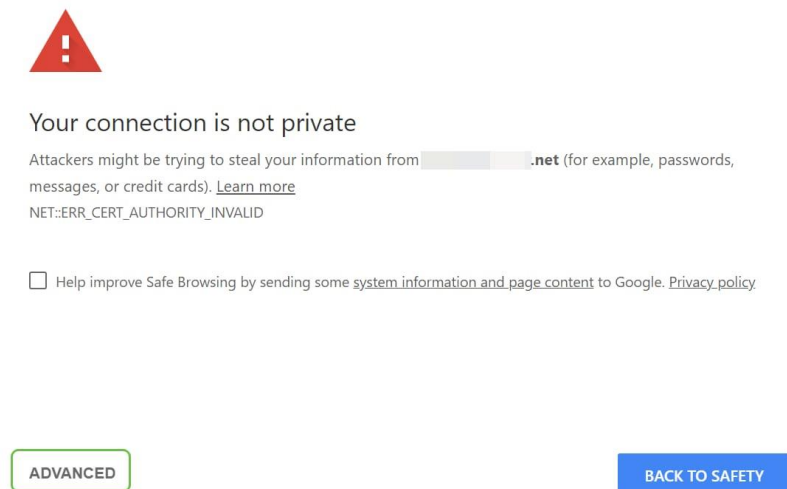 Your connection is not private
Attackers might be trying to steal your information from .net (for example, passwords,
messages, or credit cards). Learn more
NET::ERR_CERT_AUTHORITY_INVALID
Help improve Safe Browsing by sending some system information and page content to Google. Privacy policy
ADVANCED
BACK TO SAFETY